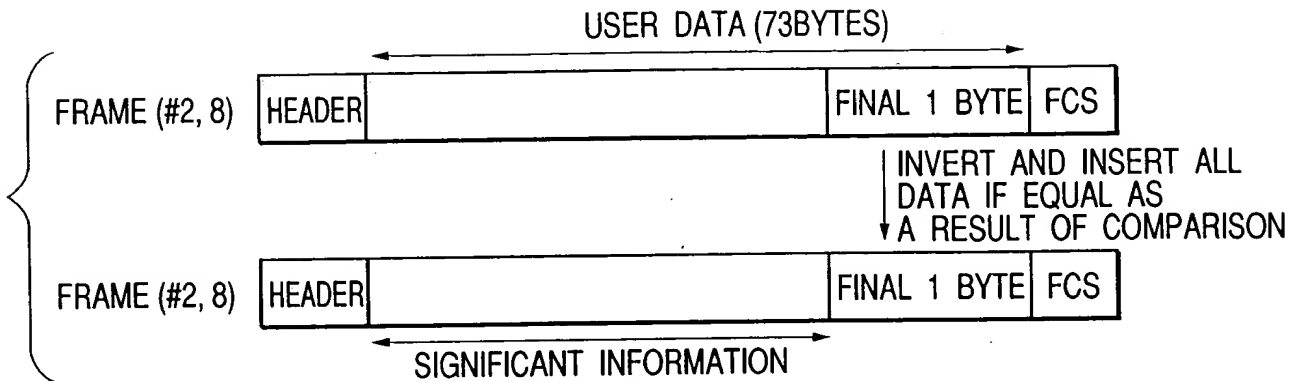 USER DATA (73BYTES)
FRAME (#2, 8) HEADER FINAL 1 BYTE FCS
INVERT AND INSERT ALL
DATA IF EQUAL AS
A RESULT OF COMPARISON
FRAME (#2, 8) HEADER FINAL 1 BYTE FCS
SIGNIFICANT INFORMATION